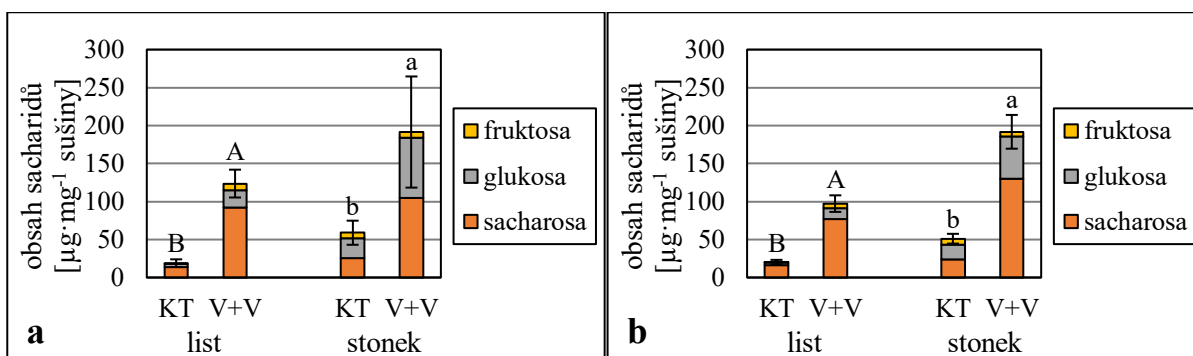 obsah sacharidů
[µg·mg⁻¹ sušiny]
300
250
200
150
100
50
0
B
A
b
a
KT V+V KT V+V
list stonek
fruktosa
glukosa
sacharosa
a
obsah sacharidů
[µg·mg⁻¹ sušiny]
300
250
200
150
100
50
0
B
A
b
a
KT V+V KT V+V
list stonek
fruktosa
glukosa
sacharosa
b